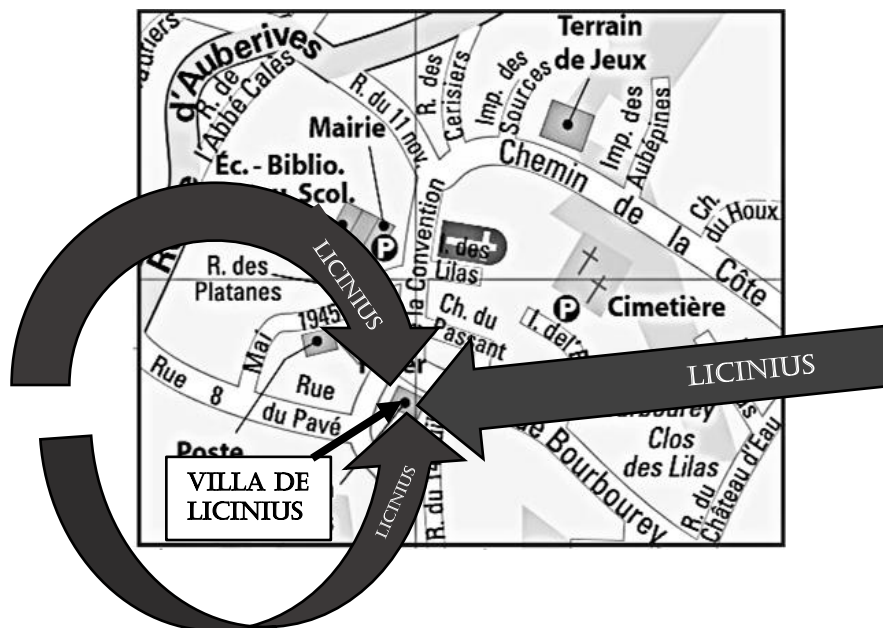 Terrain
de Jeux
d'Auberives
R. de
l'Abbé Calès
R. du 11 nov.
R. des
Cerisiers
Imp. des
Sources
Imp. des
Aubépines
Mairie
Éc. - Biblio.
Scol.
P
Chemin
de
la
Côte
Ch.
du Houx
la Convention
I. des
Lilas
R. des
Platanes
P
Cimetière
Ch. du
Passant
Mai
1945
Rue 8
Rue
du Pavé
Poste
de Bourbourey
Clos
des Lilas
R. du
Château d'Eau
LICINIUS
LICINIUS
LICINIUS
VILLA DE
LICINIUS